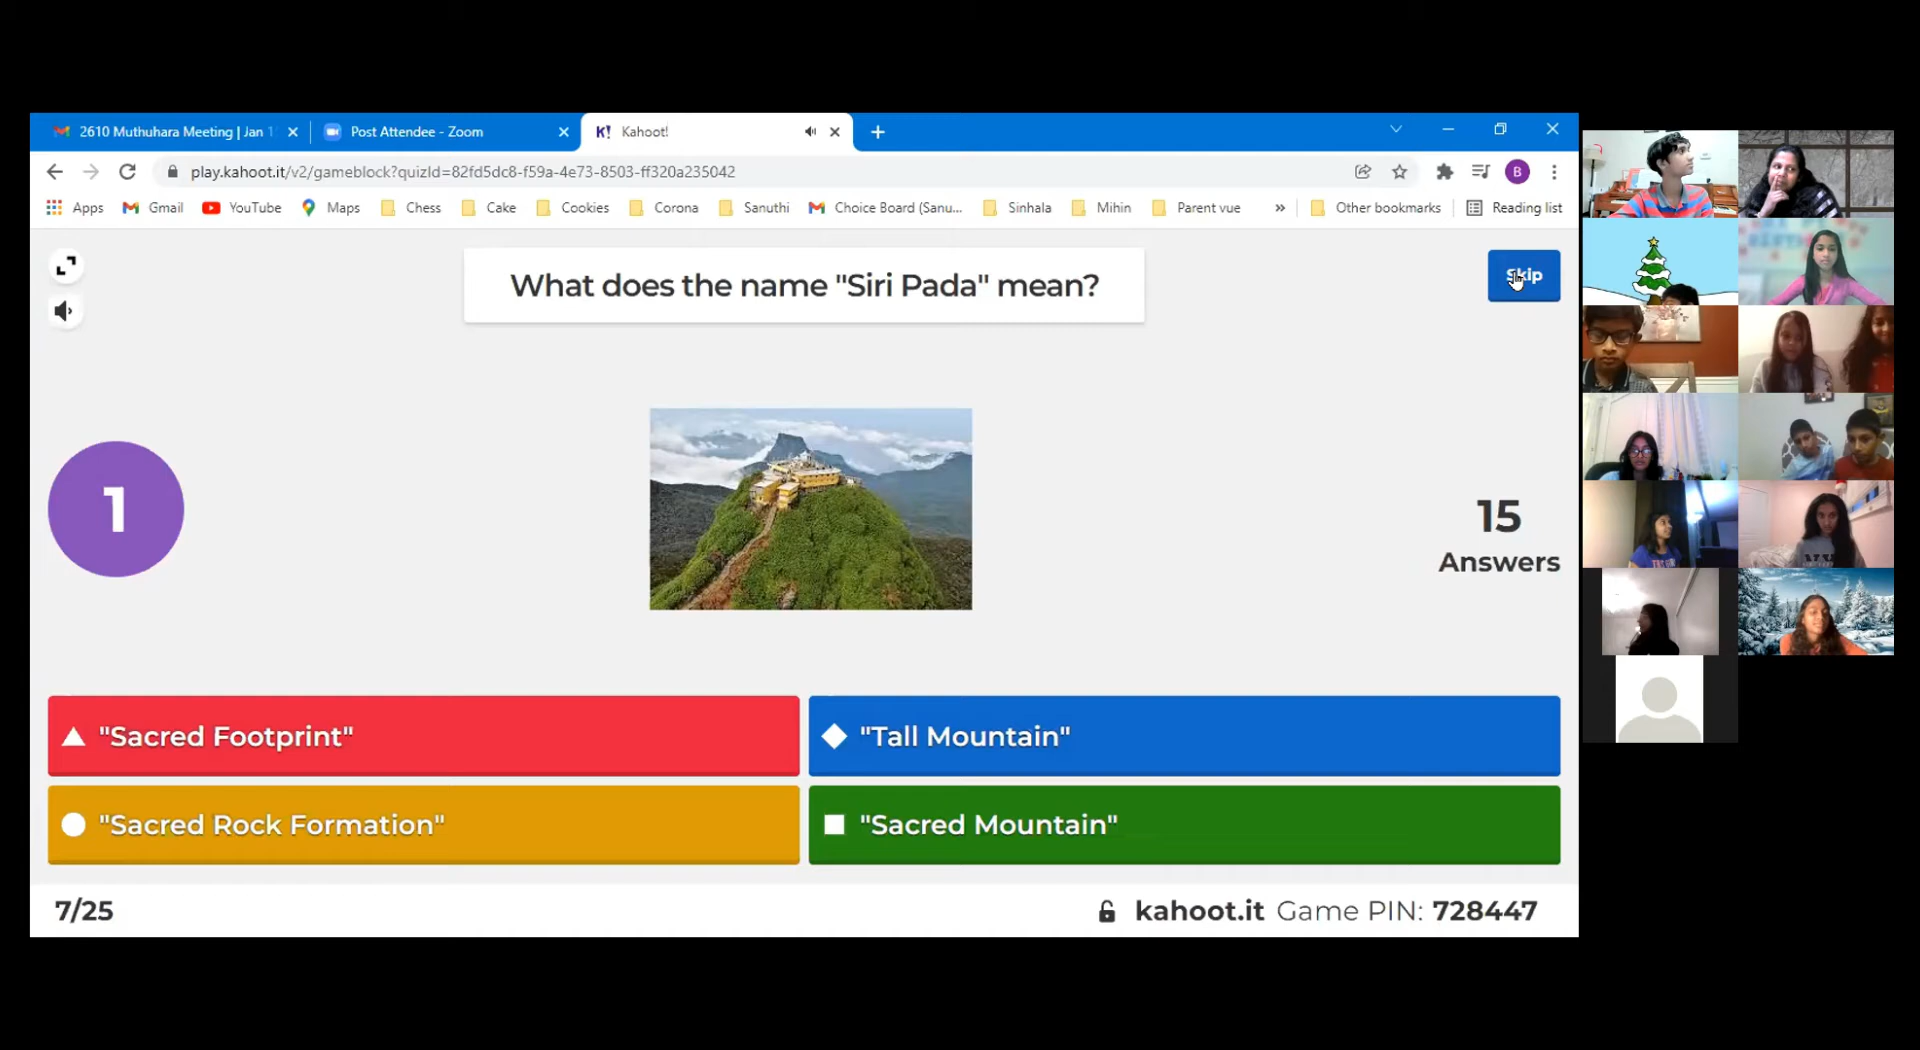 2610 Muthuhara Meeting | Jan 1
Post Attendee - Zoom
K! Kahoot!
play.kahoot.it/v2/gameblock?quizId=82fd5dc8-f59a-4e73-8503-ff320a235042
B
Apps Gmail YouTube Maps Chess Cake Cookies Corona Sanuthi Choice Board (Sanu... Sinhala Mihin Parent vue » Other bookmarks Reading list
What does the name "Siri Pada" mean?
Skip
1
15
Answers
"Sacred Footprint"
"Tall Mountain"
"Sacred Rock Formation"
"Sacred Mountain"
7/25
kahoot.it Game PIN: 728447